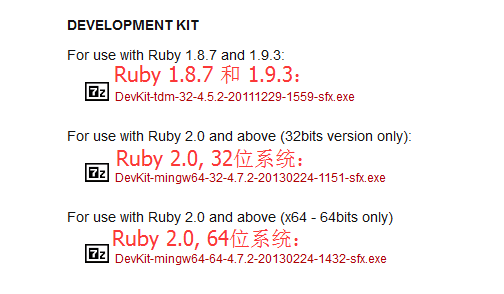 DEVELOPMENT KIT
For use with Ruby 1.8.7 and 1.9.3:
Ruby 1.8.7 和 1.9.3：
7z DevKit-tdm-32-4.5.2-20111229-1559-sfx.exe
For use with Ruby 2.0 and above (32bits version only):
Ruby 2.0, 32位系统：
7z DevKit-mingw64-32-4.7.2-20130224-1151-sfx.exe
For use with Ruby 2.0 and above (x64 - 64bits only)
Ruby 2.0, 64位系统：
7z DevKit-mingw64-64-4.7.2-20130224-1432-sfx.exe